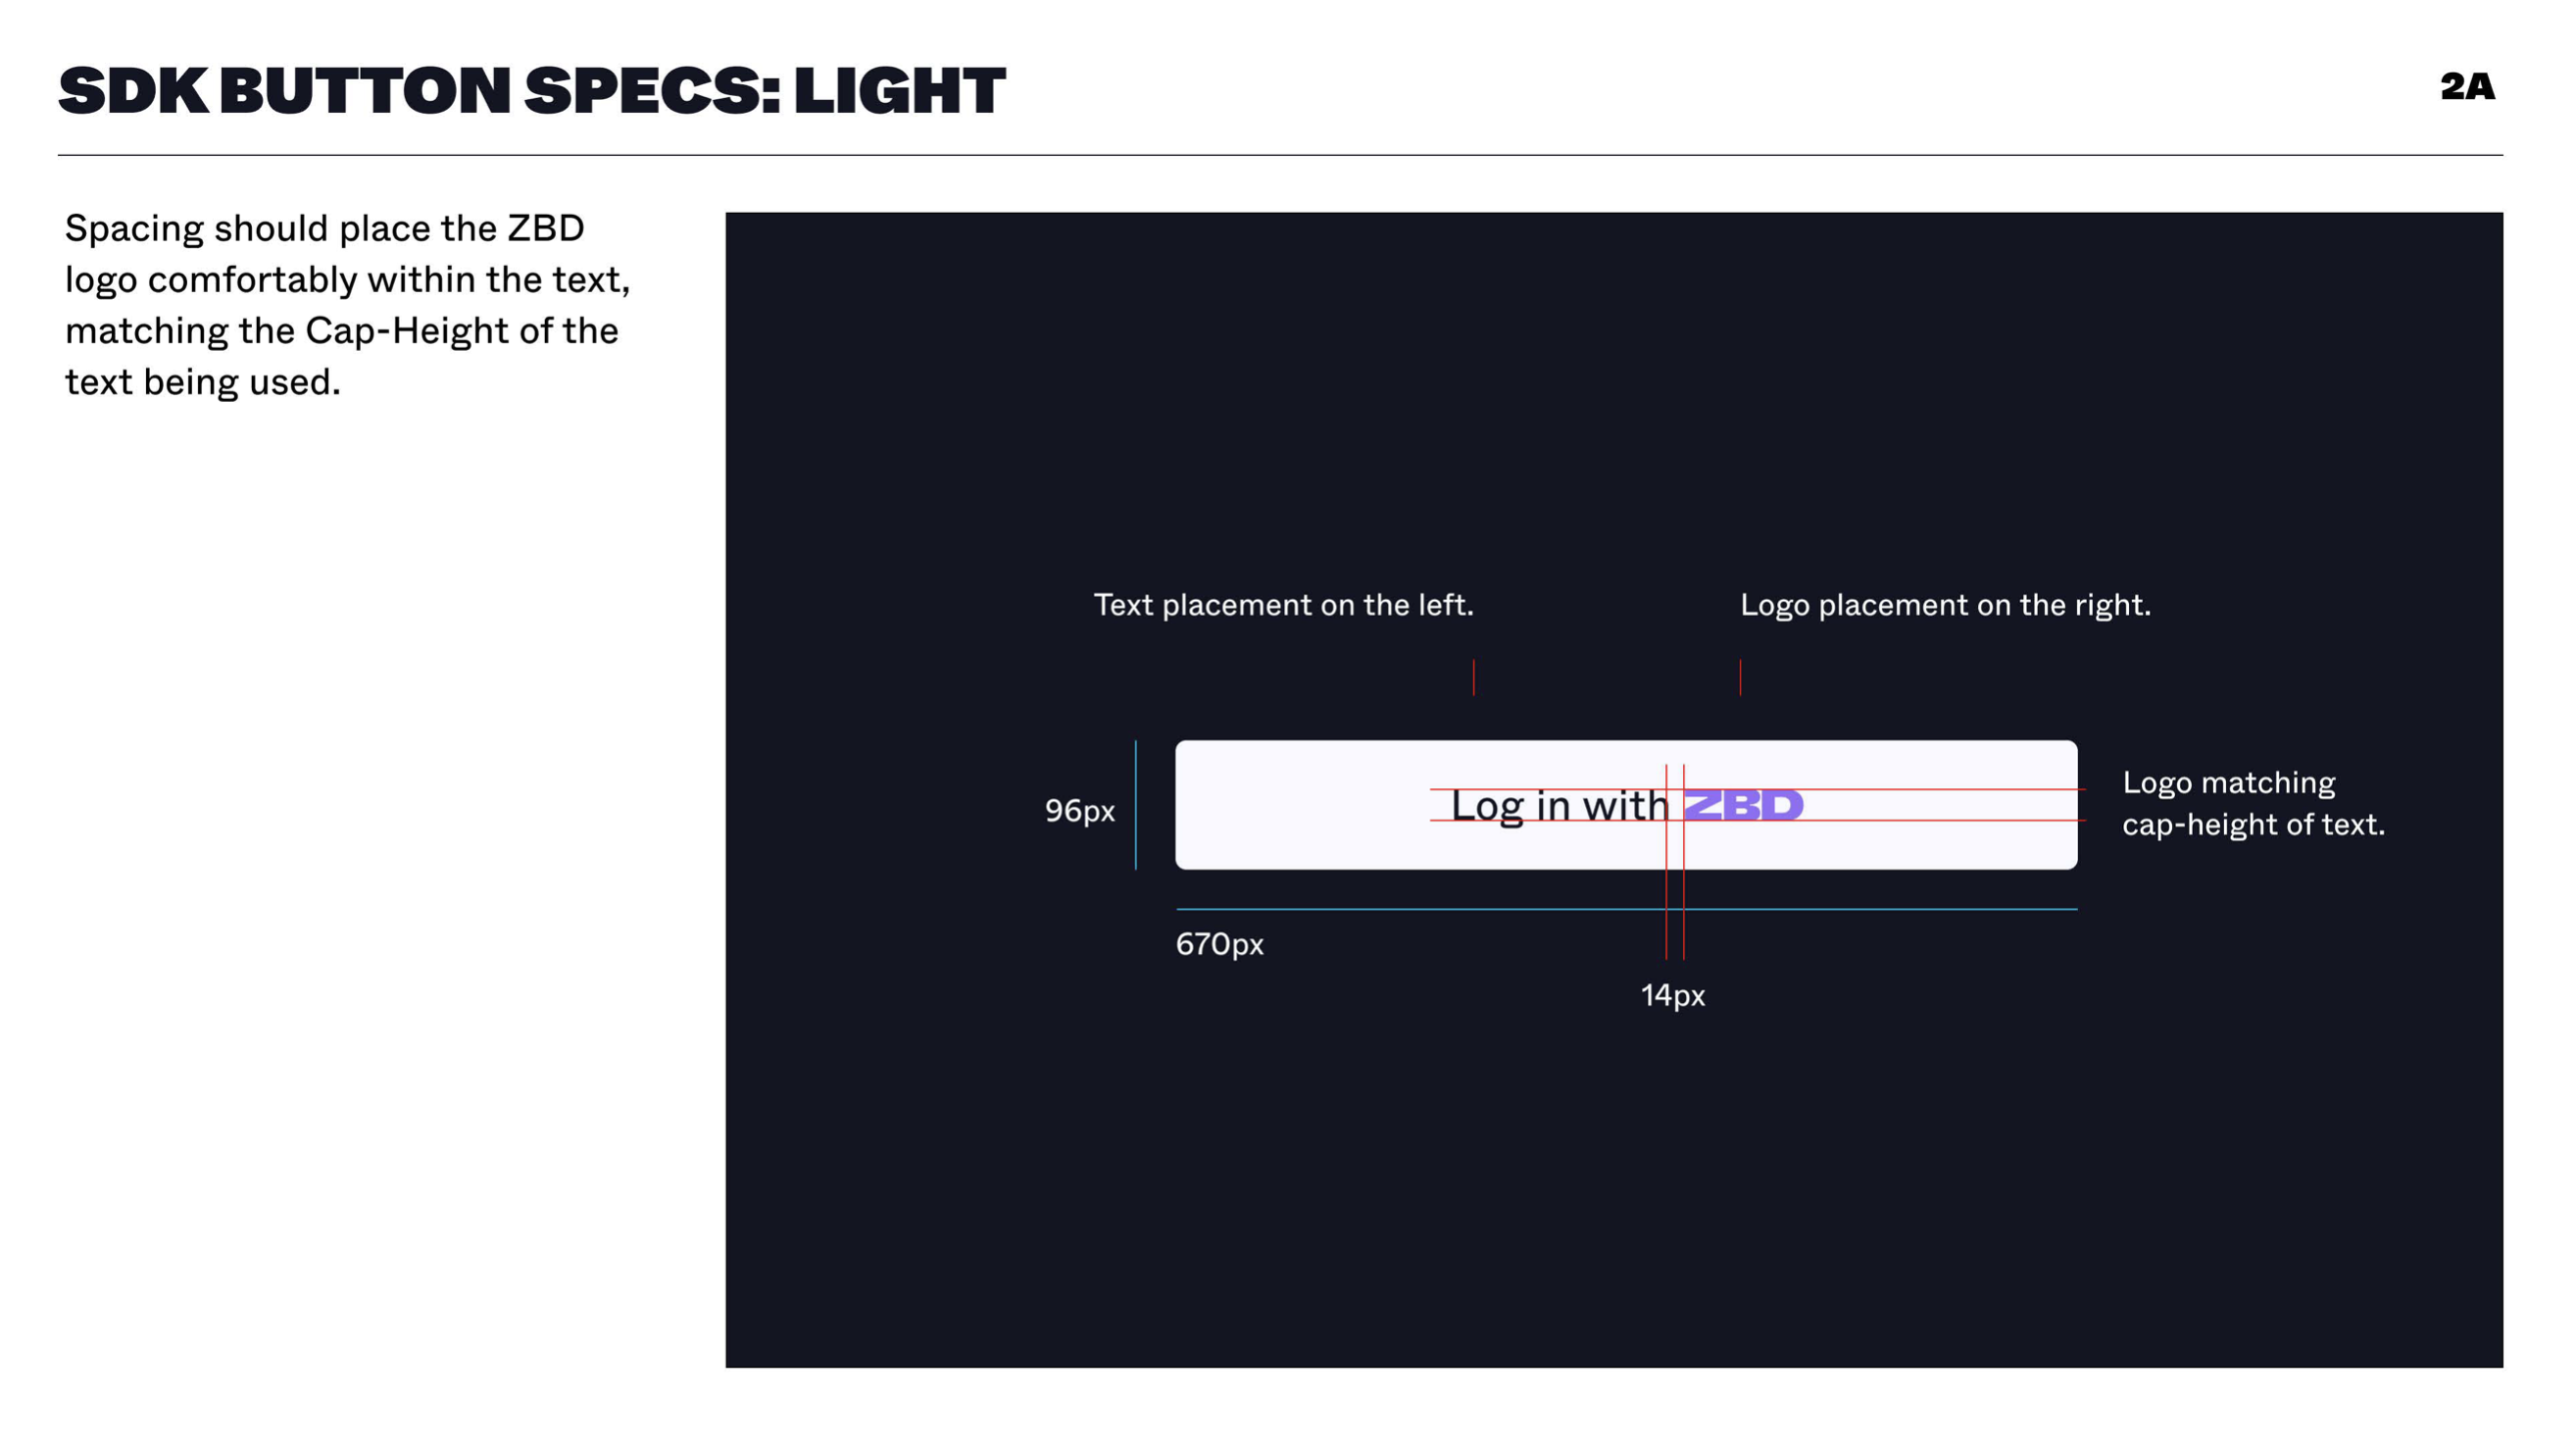 SDK BUTTON SPECS: LIGHT
2A
Spacing should place the ZBD
logo comfortably within the text,
matching the Cap-Height of the
text being used.
Text placement on the left.
Logo placement on the right.
96px
Log in with ZBD
Logo matching
cap-height of text.
670px
14px